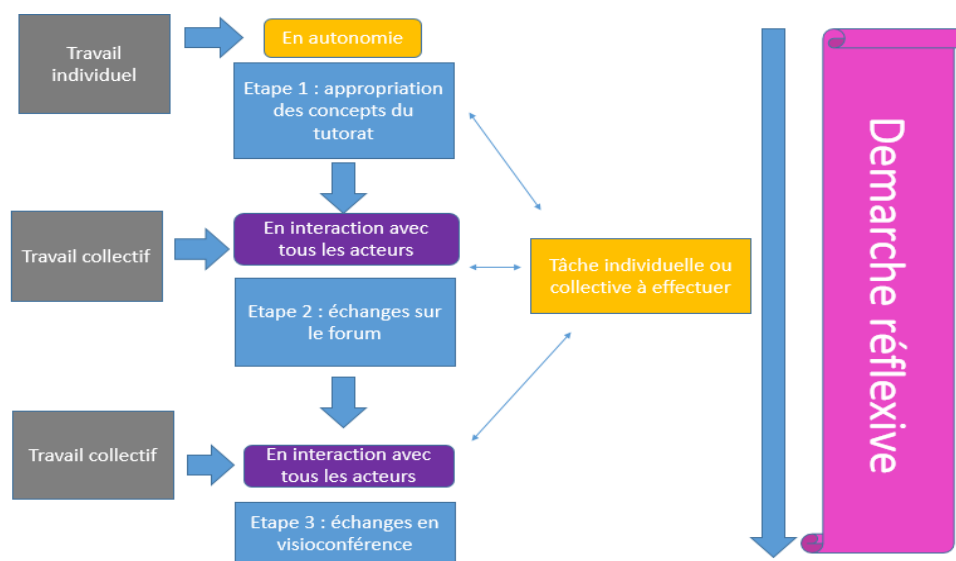 Travail
individuel
En autonomie
Etape 1 : appropriation
des concepts du
tutorat
Travail collectif
En interaction avec
tous les acteurs
Etape 2 : échanges sur
le forum
Tâche individuelle ou
collective à effectuer
Travail collectif
En interaction avec
tous les acteurs
Etape 3 : échanges en
visioconférence
Demarche réflexive